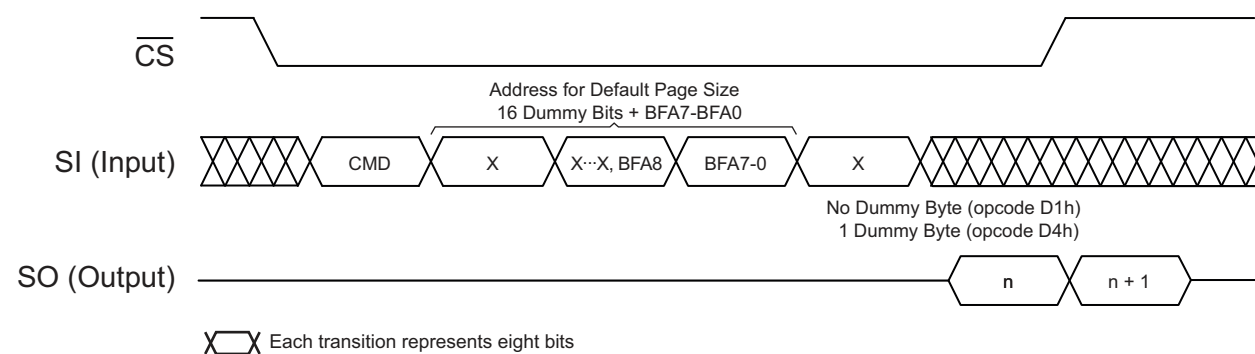 CS
Address for Default Page Size
16 Dummy Bits + BFA7-BFA0
SI (Input)
CMD
X
X···X, BFA8
BFA7-0
X
No Dummy Byte (opcode D1h)
1 Dummy Byte (opcode D4h)
SO (Output)
n
n + 1
Each transition represents eight bits